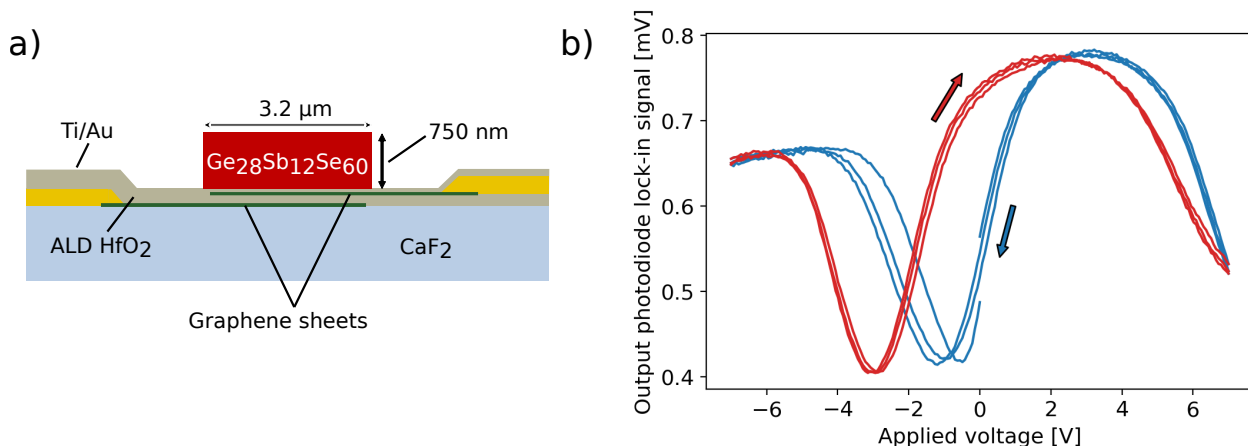 a)
3.2 µm
Ti/Au
750 nm
Ge28Sb12Se60
ALD HfO2
CaF2
Graphene sheets
b)
Output photodiode lock-in signal [mV]
0.8
0.7
0.6
0.5
0.4
−6 −4 −2 0 2 4 6
Applied voltage [V]